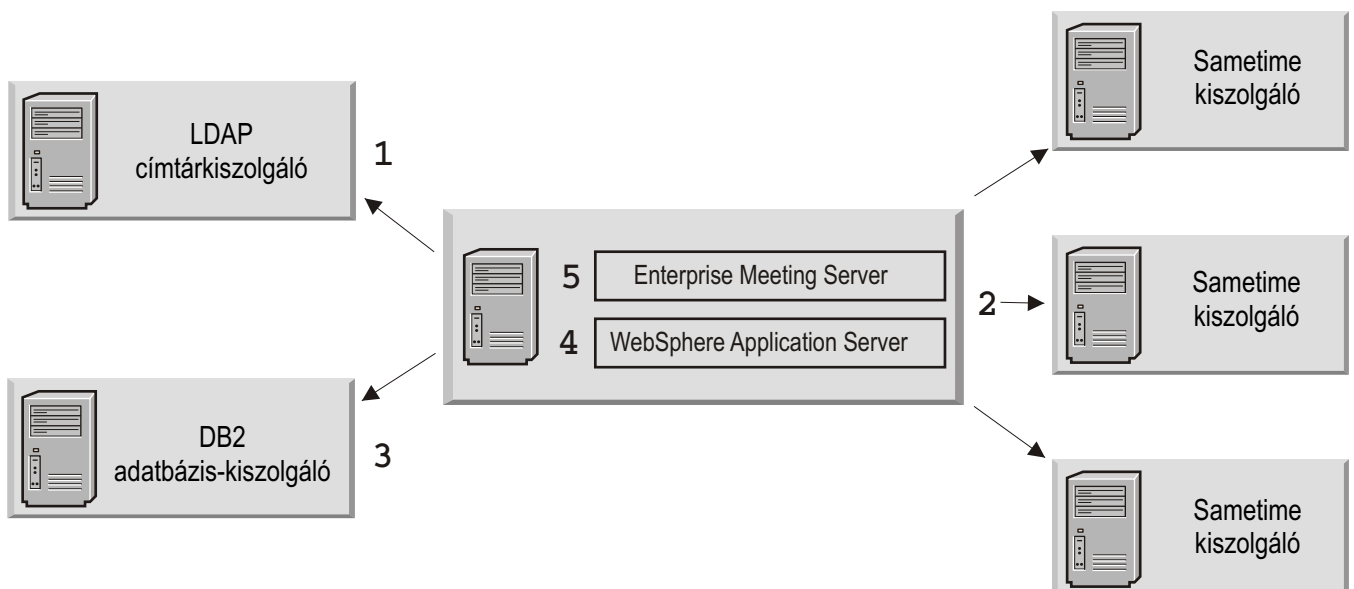 LDAP
címtárkiszolgáló
1
DB2
adatbázis-kiszolgáló
3
5
Enterprise Meeting Server
4
WebSphere Application Server
2
Sametime
kiszolgáló
Sametime
kiszolgáló
Sametime
kiszolgáló